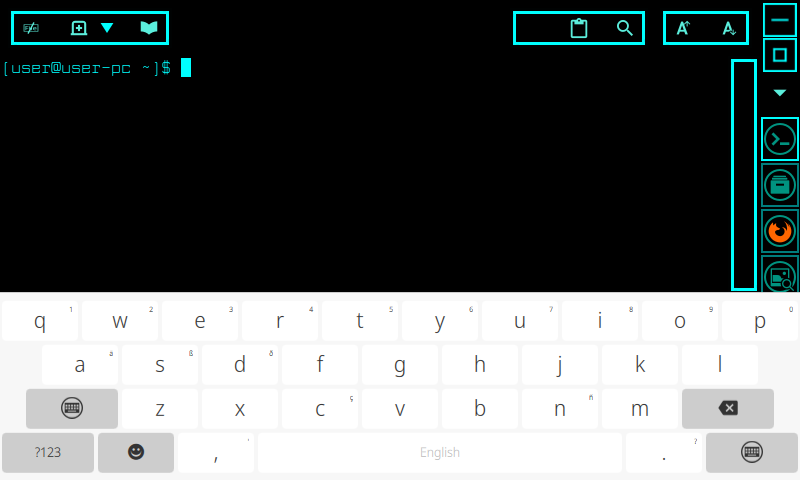 [user@user-pc ~]$
q 1 w 2 e 3 r 4 t 5 y 6 u 7 i 8 o 9 p 0
a s ß d ð f g h j k l
z x c ç v b n ñ m
?123 , ' English . ?